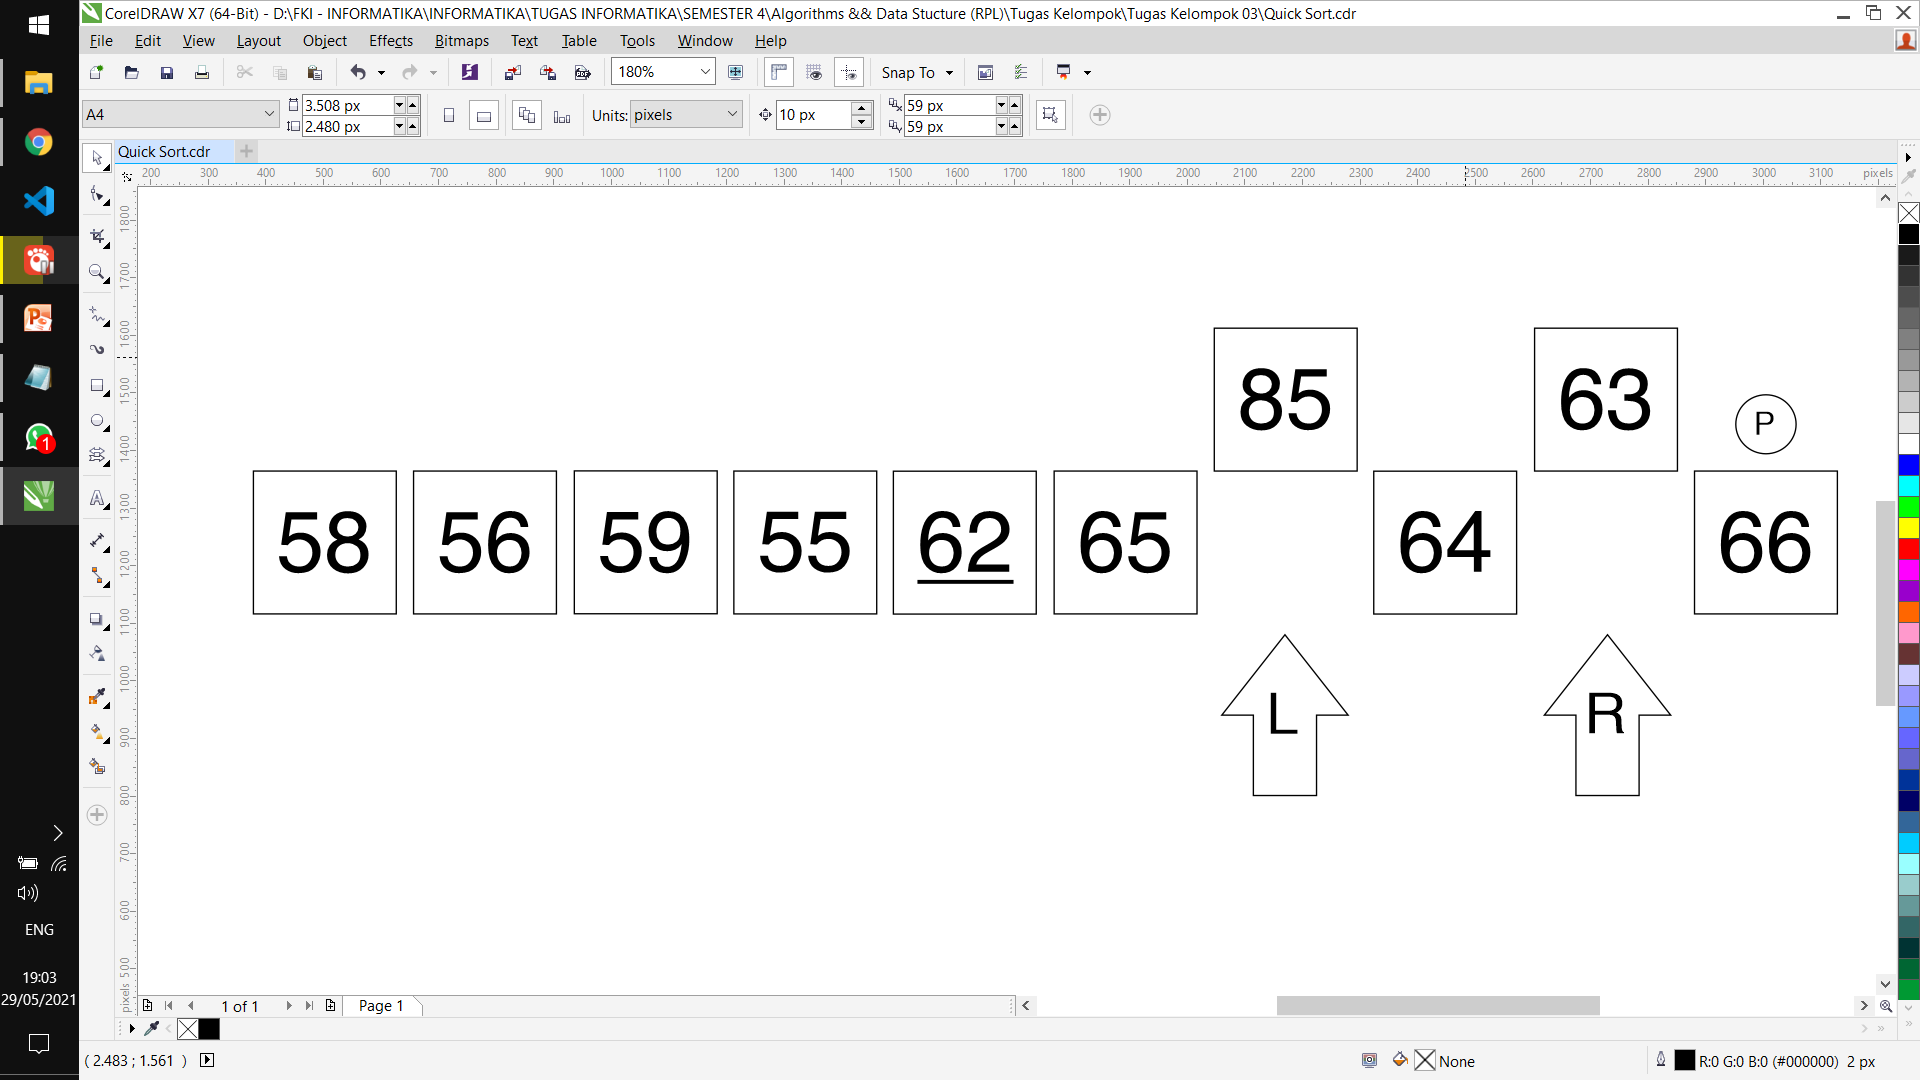 CorelDRAW X7 (64-Bit) - D:\FKI - INFORMATIKA\INFORMATIKA\TUGAS INFORMATIKA\SEMESTER 4\Algorithms && Data Stucture (RPL)\Tugas Kelompok\Tugas Kelompok 03\Quick Sort.cdr
File Edit View Layout Object Effects Bitmaps Text Table Tools Window Help
PDF 180% Snap To
A4 3.508 px 2.480 px Units: pixels 10 px 59 px 59 px
Quick Sort.cdr
200 300 400 500 600 700 800 900 1000 1100 1200 1300 1400 1500 1600 1700 1800 1900 2000 2100 2200 2300 2400 2500 2600 2700 2800 2900 3000 3100 pixels
1800
1700
1600
1500
1400
1300
1200
1100
1000
900
800
700
600
500
pixels
85 63 P
58 56 59 55 62 65 64 66
L R
1
ENG
19:03
29/05/2021
1 of 1 Page 1
( 2.483 ; 1.561 ) None R:0 G:0 B:0 (#000000) 2 px